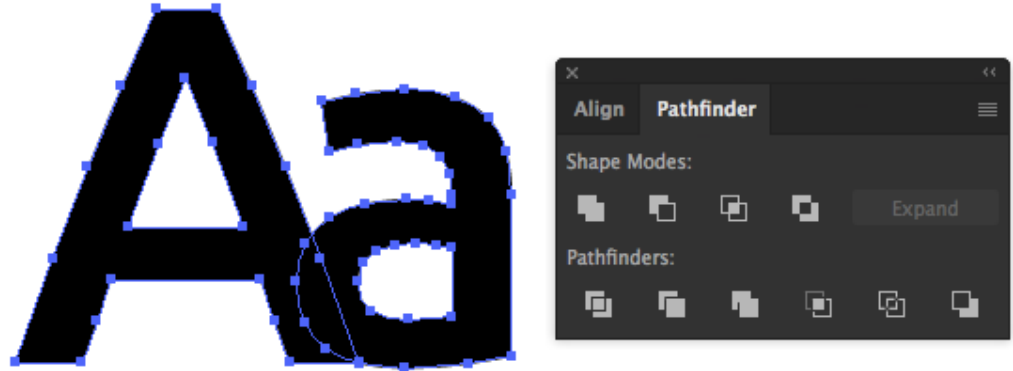 Aa
Align Pathfinder
Shape Modes:
Expand
Pathfinders: